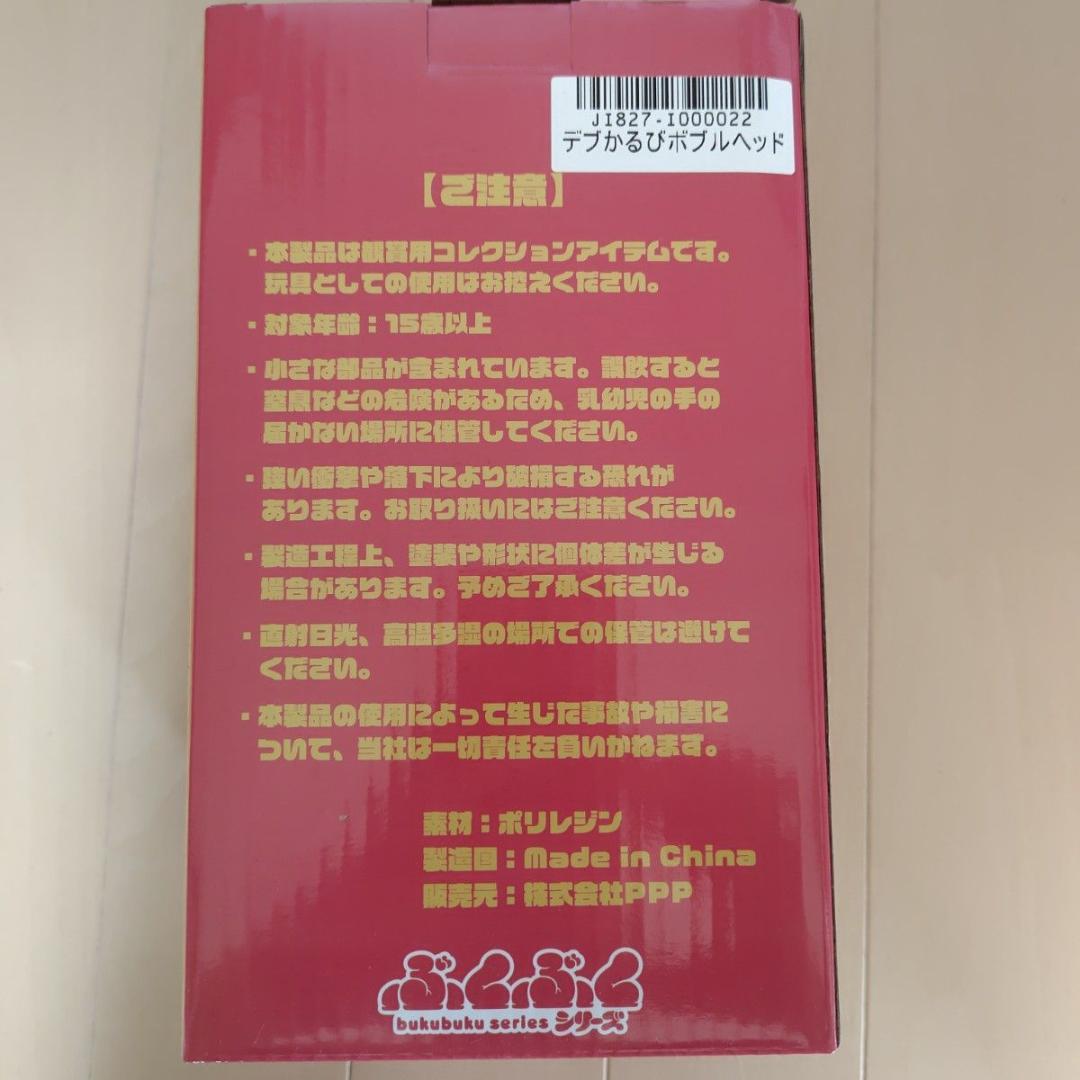 JI827-I000022
デブかるびボブルヘッド
【ご注意】
・本製品は観賞用コレクションアイテムです。
玩具としての使用はお控えください。
・対象年齢：15歳以上
・小さな部品が含まれています。誤飲すると
窒息などの危険があるため、乳幼児の手の
届かない場所に保管してください。
・強い衝撃や落下により破損する恐れが
あります。お取り扱いにはご注意ください。
・製造工程上、塗装や形状に個体差が生じる
場合があります。予めご了承ください。
・直射日光、高温多湿の場所での保管は避けて
ください。
・本製品の使用によって生じた事故や損害に
ついて、当社は一切責任を負いかねます。
素材：ポリレジン
製造国：Made in China
販売元：株式会社PPP
ぶくぶく
bukubuku series シリーズ